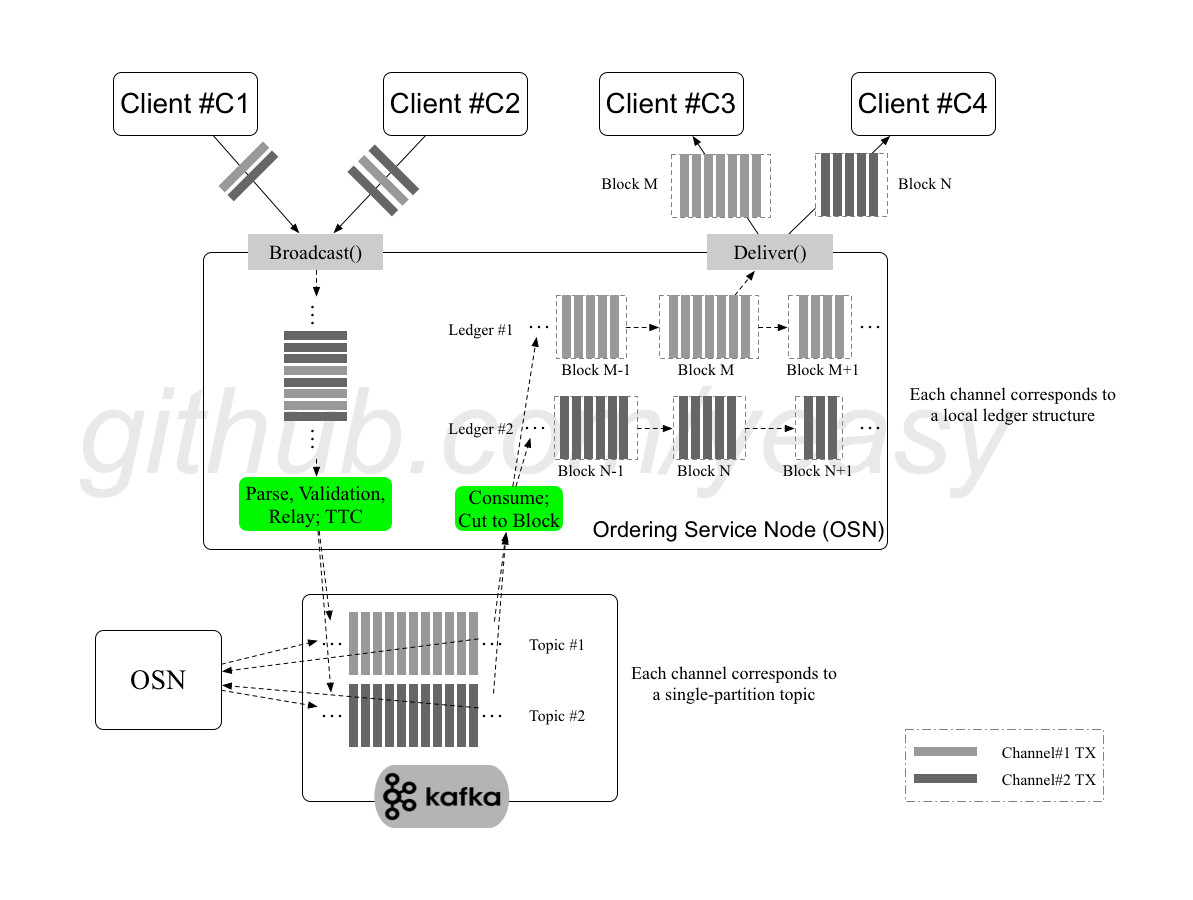 Client #C1
Client #C2
Client #C3
Client #C4
Block M
Block N
Broadcast()
Deliver()
Ledger #1
Block M-1
Block M
Block M+1
Ledger #2
Block N-1
Block N
Block N+1
Each channel corresponds to
a local ledger structure
github.com/yeasy
Parse, Validation,
Relay; TTC
Consume;
Cut to Block
Ordering Service Node (OSN)
OSN
Topic #1
Topic #2
Each channel corresponds to
a single-partition topic
kafka
Channel#1 TX
Channel#2 TX